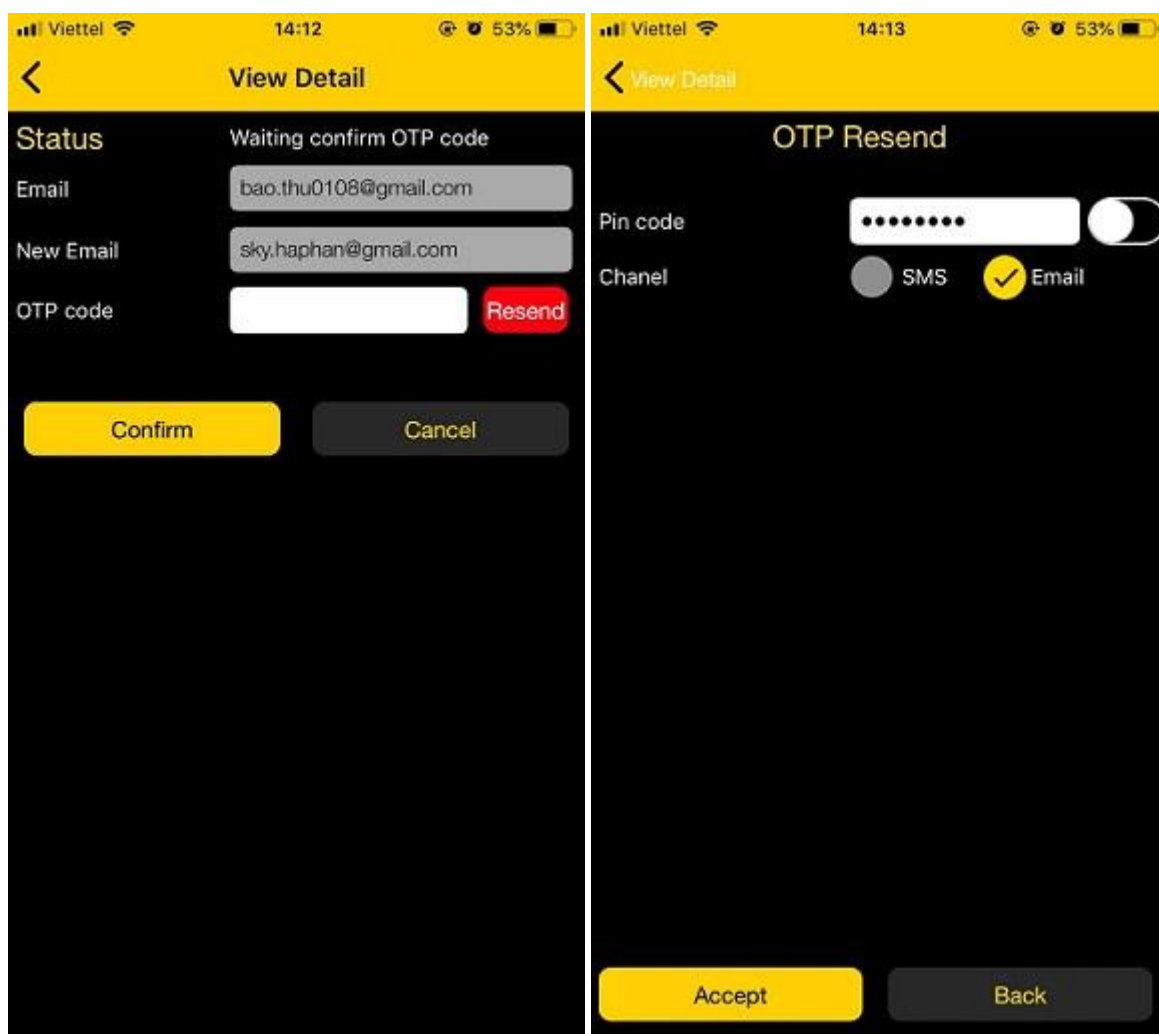 Viettel 14:12 53%
View Detail
Status Waiting confirm OTP code
Email bao.thu0108@gmail.com
New Email sky.haphan@gmail.com
OTP code Resend
Confirm Cancel
Viettel 14:13 53%
View Detail
OTP Resend
Pin code ••••••••
Chanel SMS Email
Accept Back